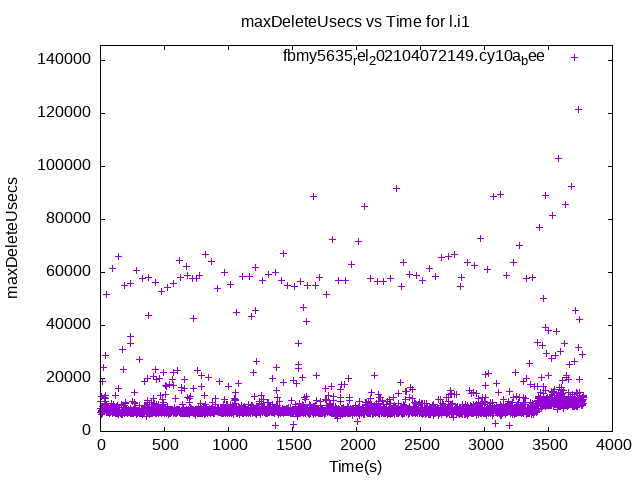 maxDeleteUsecs vs Time for l.i1
fbmy5635rel202104072149.cy10abee
140000
120000
100000
80000
60000
40000
20000
0
maxDeleteUsecs
0 500 1000 1500 2000 2500 3000 3500 4000
Time(s)